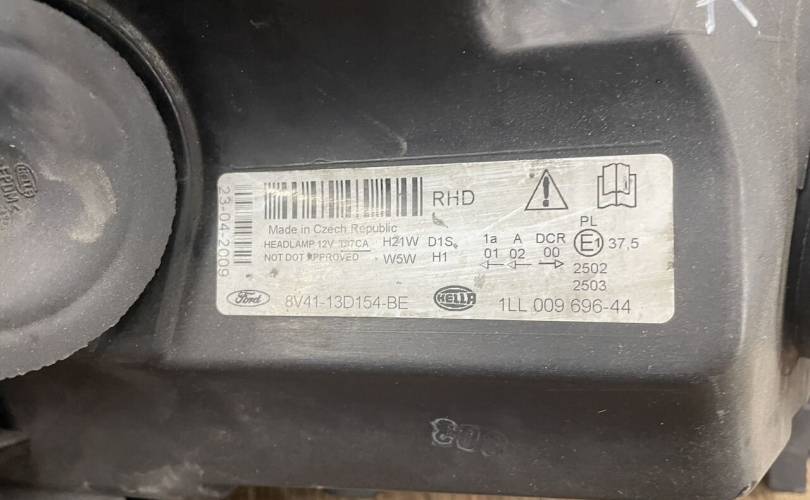 23-04-2009
RHD
Made in Czech Republic
HEADLAMP 12V
NOT DOT APPROVED
H21W D1S
W5W H1
1a A DCR
01 02 00
PL
E1 37,5
2502
2503
Ford 8V41-13D154-BE HELLA 1LL 009 696-44
HELLA